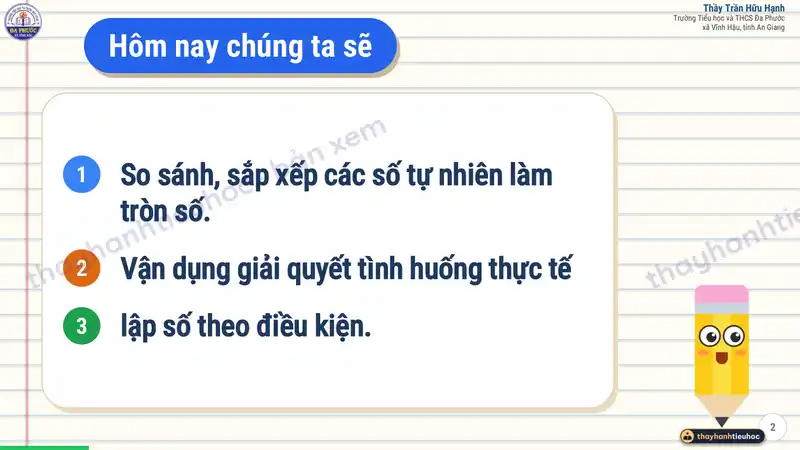 Thầy Trần Hữu Hạnh
Trường Tiểu học và THCS Đa Phước
xã Vĩnh Hậu, tỉnh An Giang
ĐA PHƯỚC
Hôm nay chúng ta sẽ
1 So sánh, sắp xếp các số tự nhiên làm
tròn số.
2 Vận dụng giải quyết tình huống thực tế
3 lập số theo điều kiện.
thayhanhtieuhoc
2